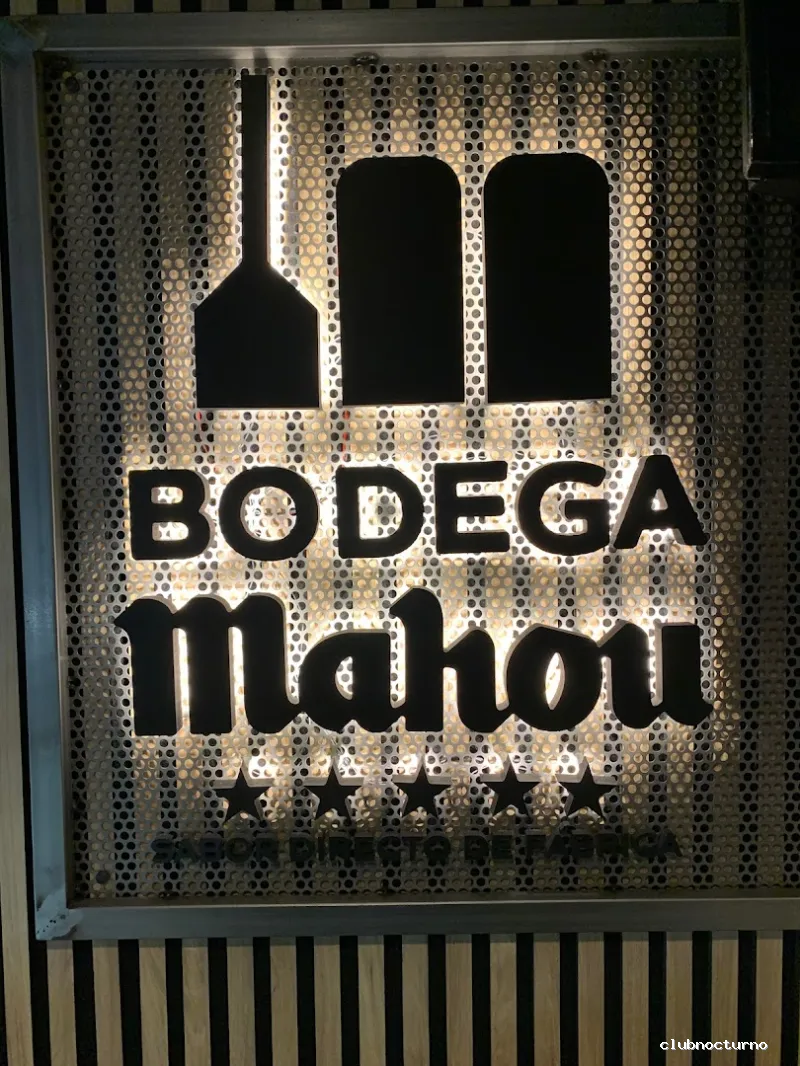 BODEGA
Mahou
SABOR DIRECTO DE FÁBRICA
clubnocturno